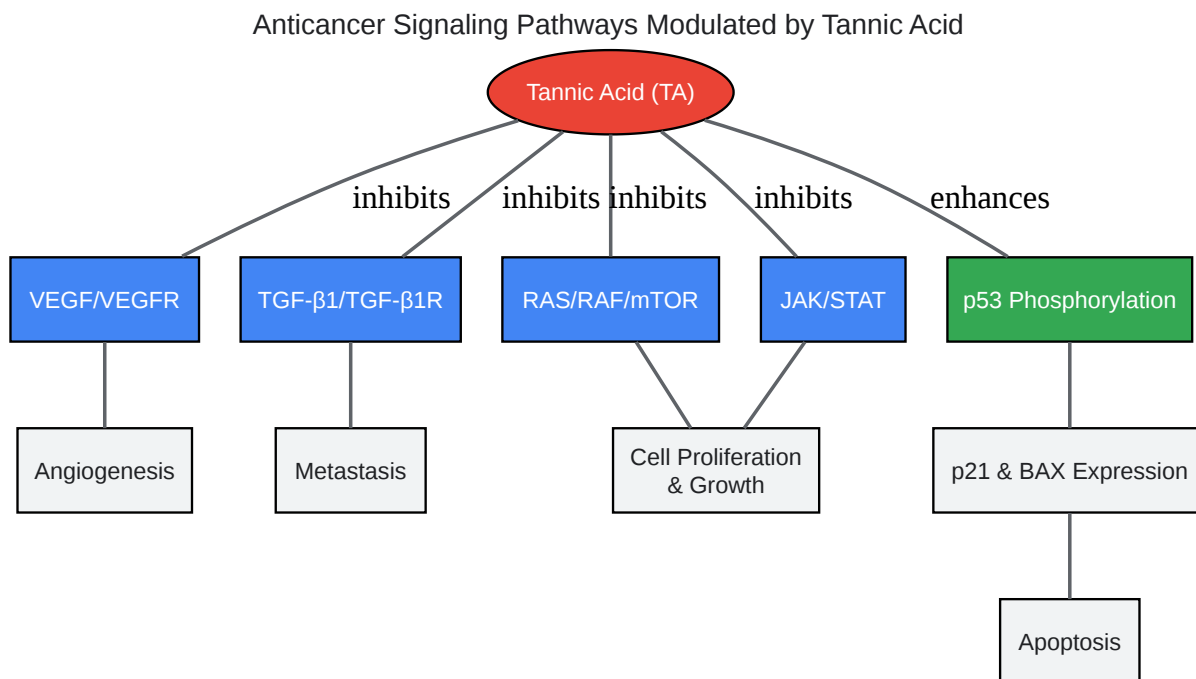 Anticancer Signaling Pathways Modulated by Tannic Acid
Tannic Acid (TA)
inhibits
inhibits
inhibits
inhibits
enhances
VEGF/VEGFR
TGF-β1/TGF-β1R
RAS/RAF/mTOR
JAK/STAT
p53 Phosphorylation
Angiogenesis
Metastasis
Cell Proliferation
& Growth
p21 & BAX Expression
Apoptosis